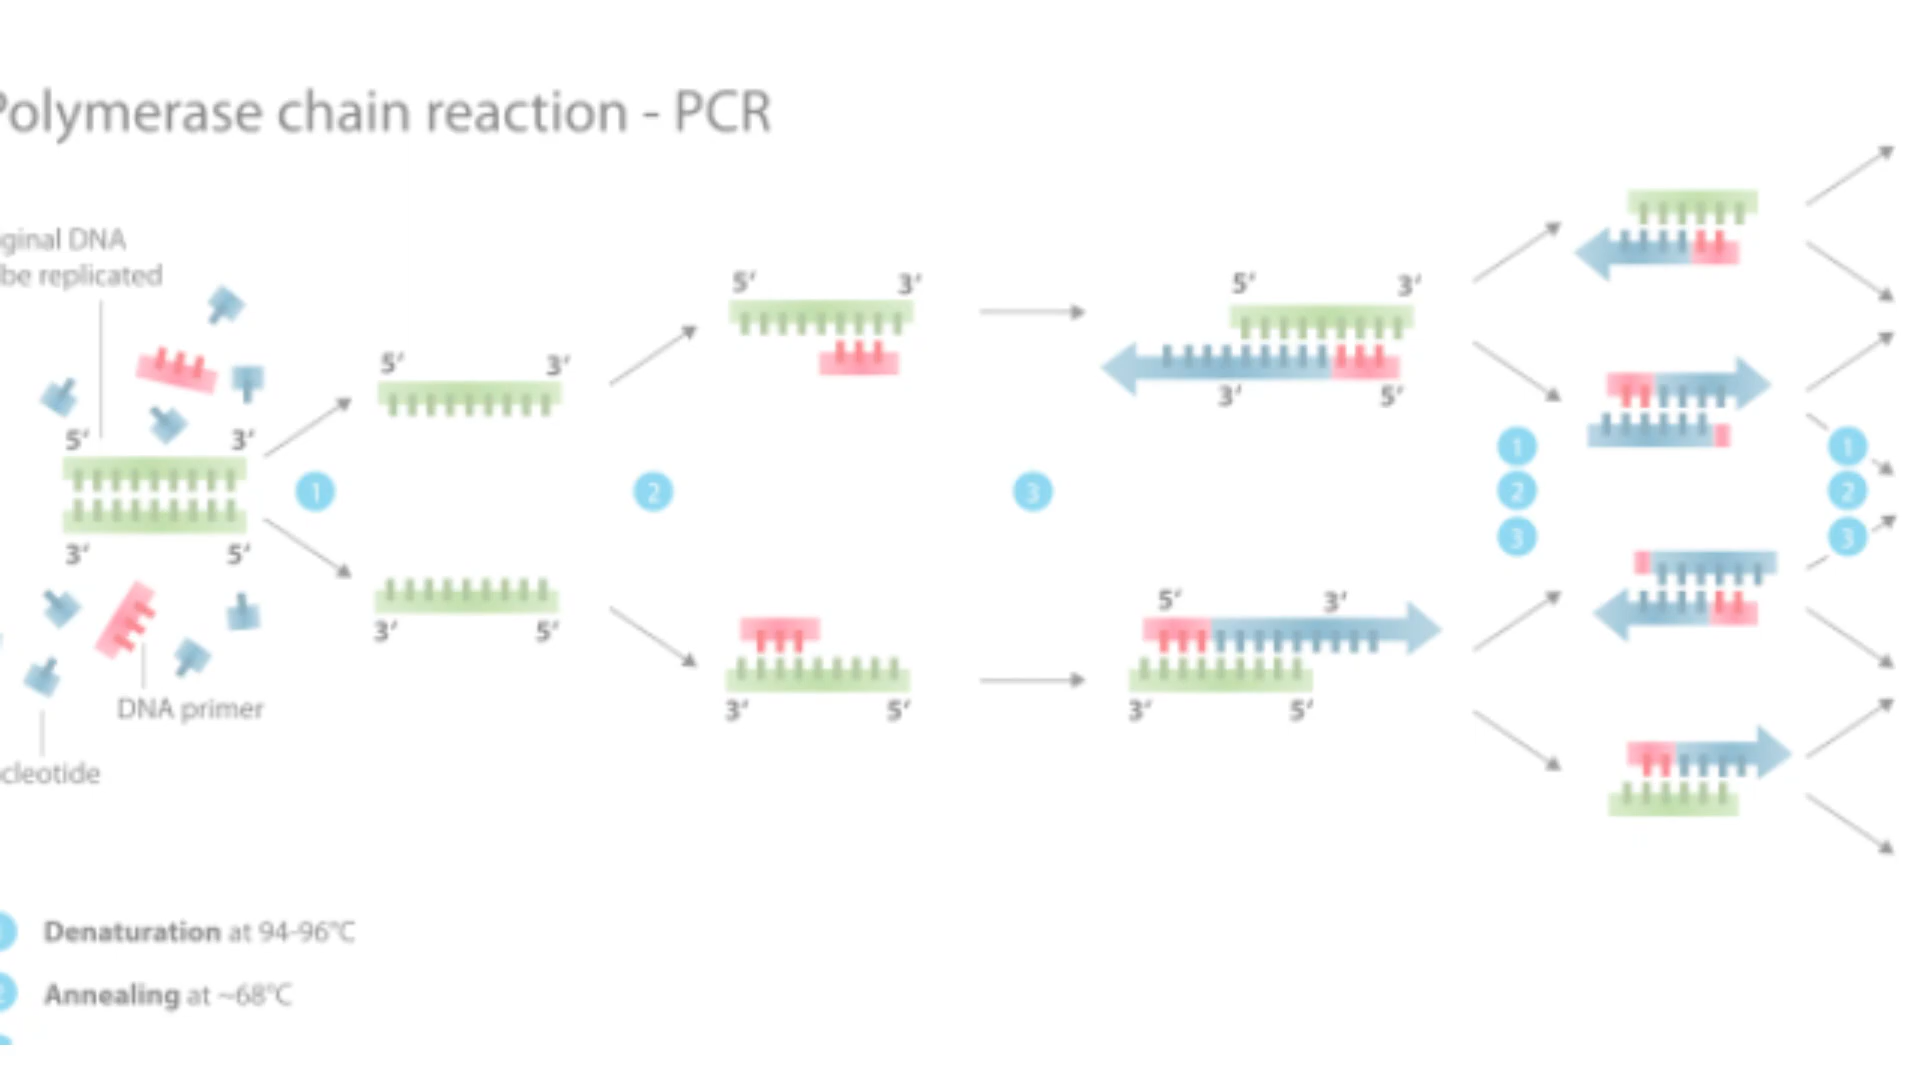 Polymerase chain reaction - PCR
ginal DNA
be replicated
5' 3'
3' 5'
DNA primer
cleotide
1
5' 3'
3' 5'
2
5' 3'
3' 5'
3
5' 3'
3' 5'
5' 3'
3' 5'
1
2
3
1
2
3
Denaturation at 94-96°C
2 Annealing at ~68°C